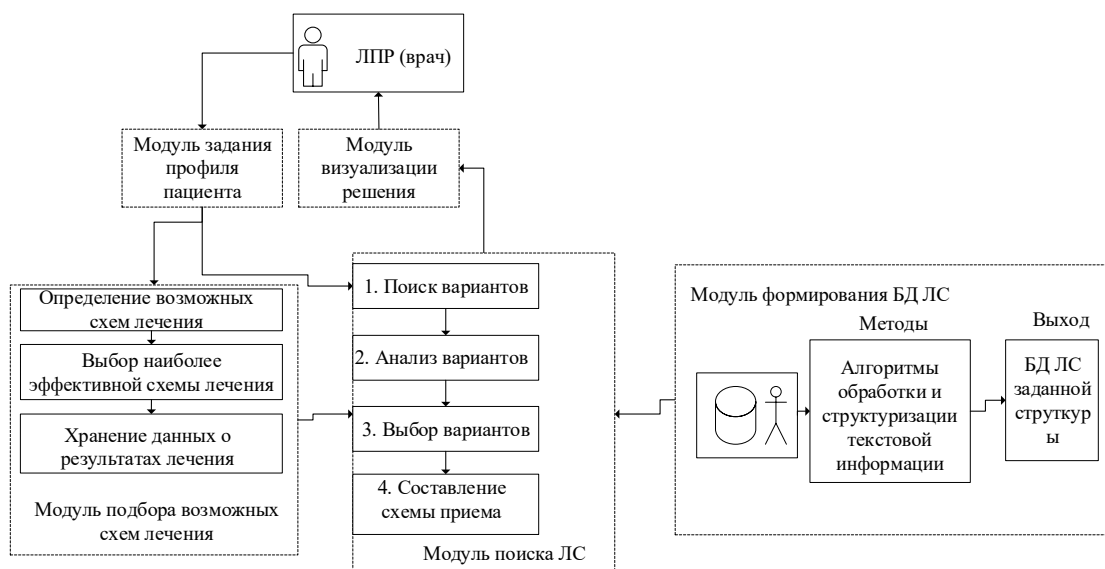 ЛПР (врач)
Модуль задания
профиля
пациента
Модуль
визуализации
решения
Определение возможных
схем лечения
Выбор наиболее
эффективной схемы лечения
Хранение данных о
результатах лечения
Модуль подбора возможных
схем лечения
1. Поиск вариантов
2. Анализ вариантов
3. Выбор вариантов
4. Составление
схемы приема
Модуль поиска ЛС
Модуль формирования БД ЛС
Методы
Выход
Алгоритмы
обработки и
структуризации
текстовой
информации
БД ЛС
заданной
струткур
ы